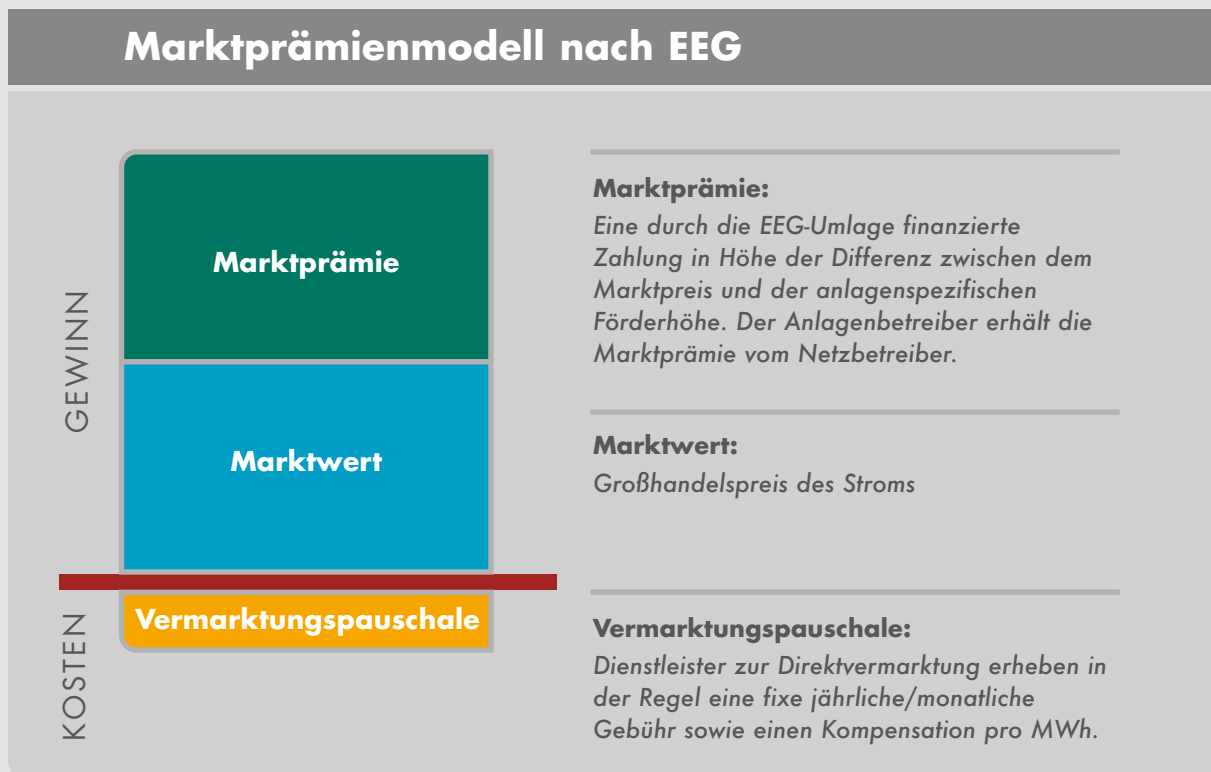 Marktprämienmodell nach EEG
GEWINN
Marktprämie
Marktwert
KOSTEN
Vermarktungspauschale
Marktprämie:
Eine durch die EEG-Umlage finanzierte
Zahlung in Höhe der Differenz zwischen dem
Marktpreis und der anlagenspezifischen
Förderhöhe. Der Anlagenbetreiber erhält die
Marktprämie vom Netzbetreiber.
Marktwert:
Großhandelspreis des Stroms
Vermarktungspauschale:
Dienstleister zur Direktvermarktung erheben in
der Regel eine fixe jährliche/monatliche
Gebühr sowie einen Kompensation pro MWh.